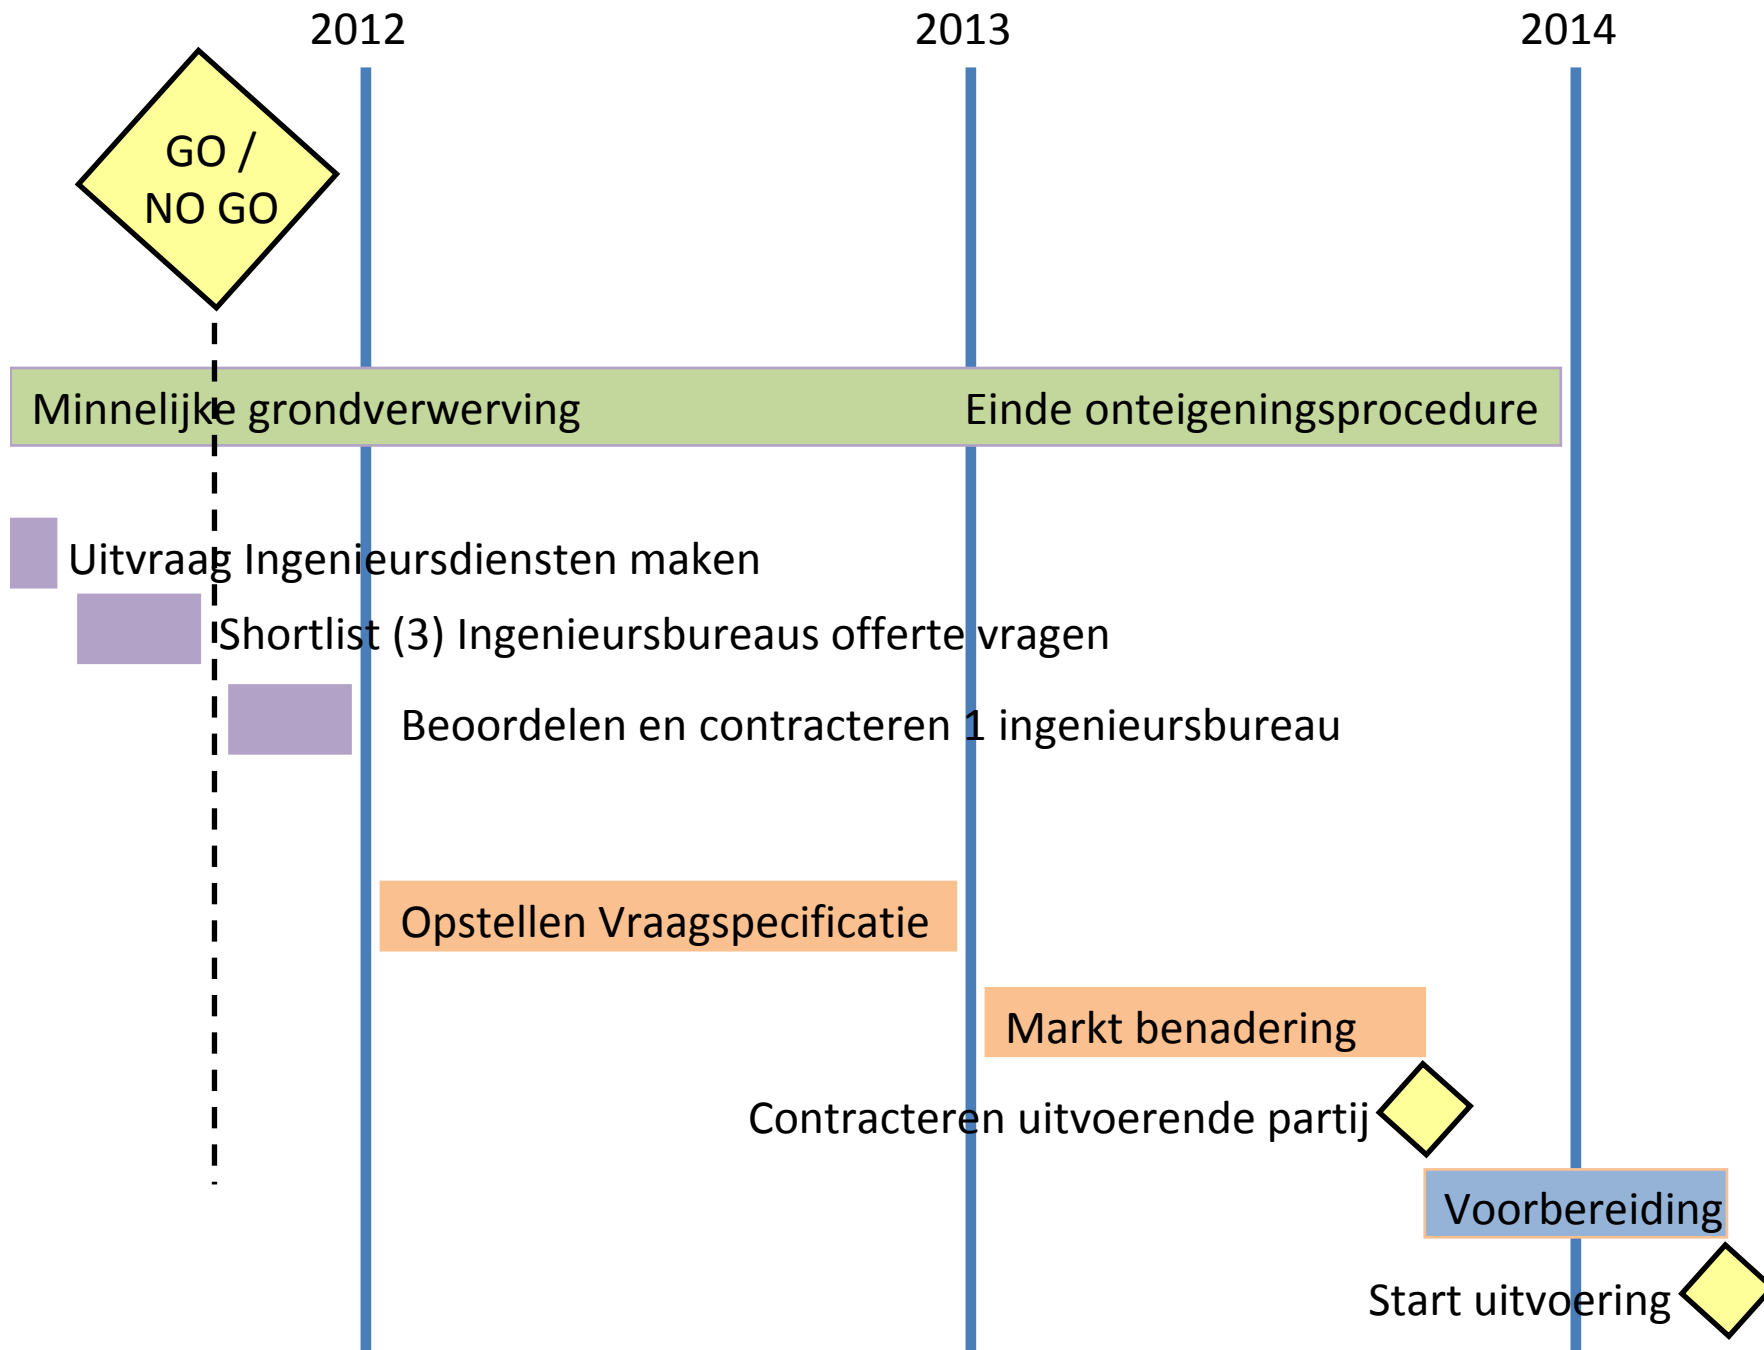 2012
2013
2014
GO /
NO GO
Minnelijke grondverwerving
Einde onteigeningsprocedure
Uitvraag Ingenieursdiensten maken
Shortlist (3) Ingenieursbureaus offerte vragen
Beoordelen en contracteren 1 ingenieursbureau
Opstellen Vraagspecificatie
Markt benadering
Contracteren uitvoerende partij
Voorbereiding
Start uitvoering